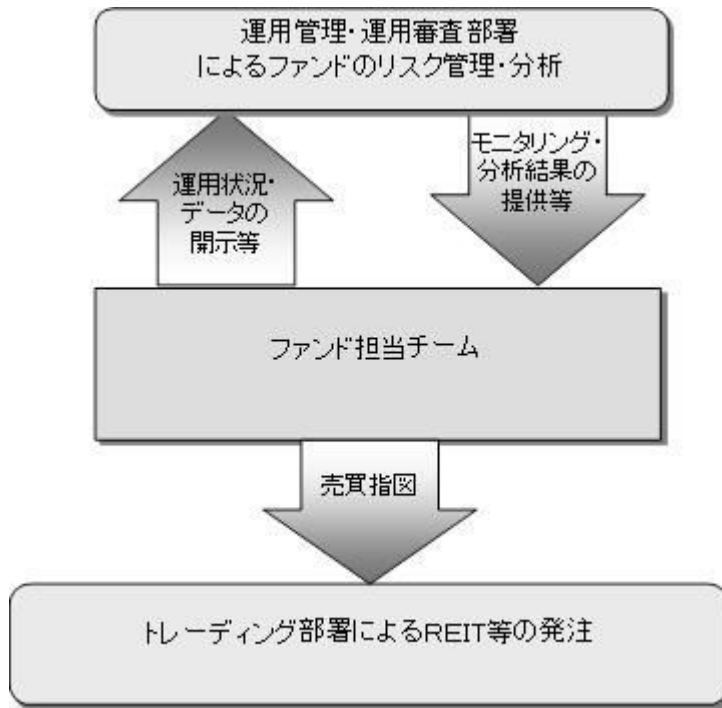 運用管理・運用審査部署
によるファンドのリスク管理・分析
運用状況・
データの
開示等
モニタリング・
分析結果の
提供等
ファンド担当チーム
売買指図
トレーディング部署によるREIT等の発注